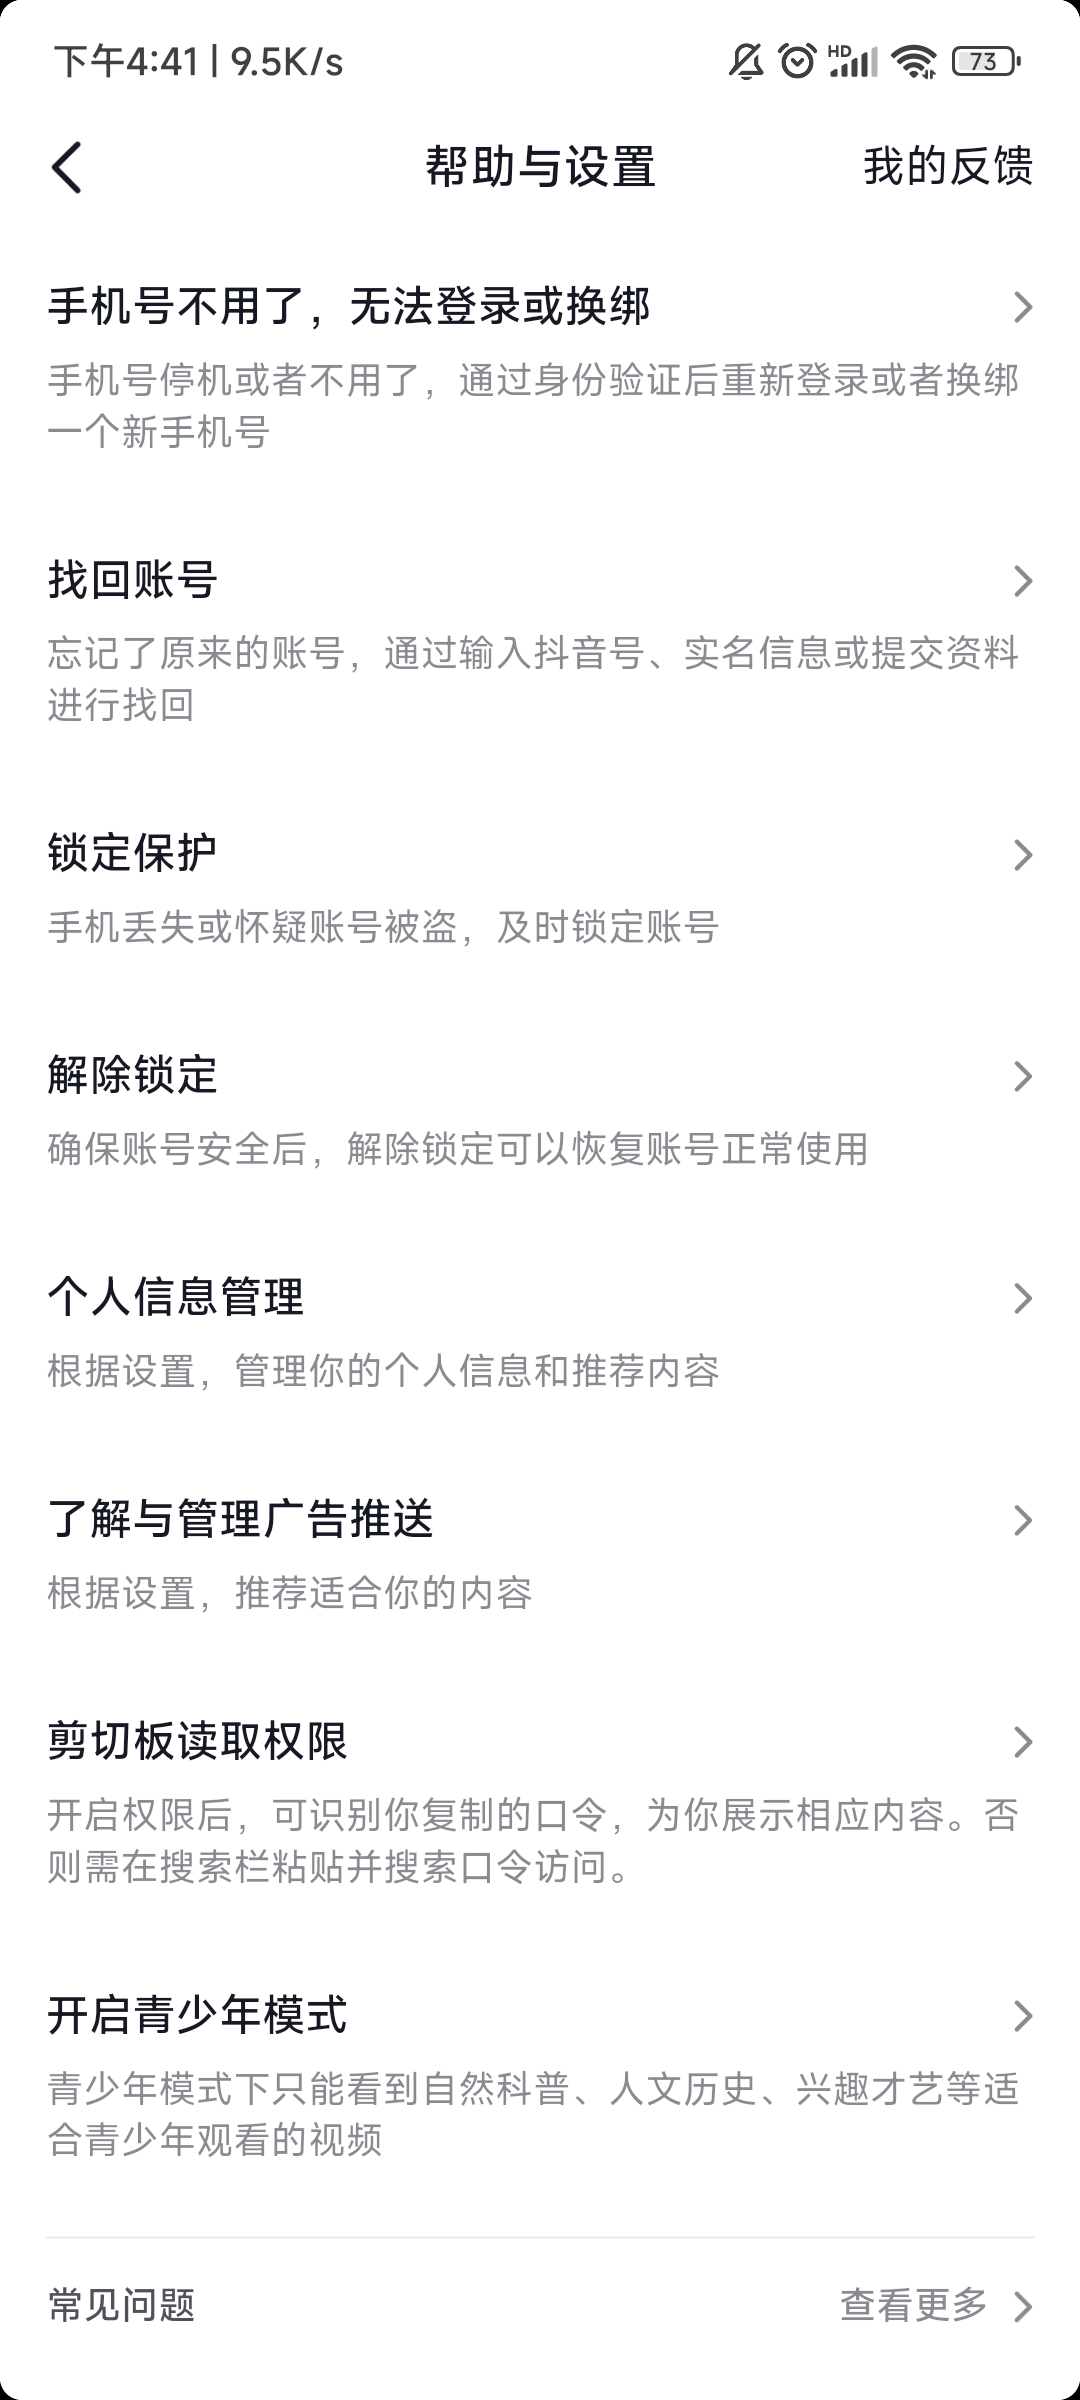 下午4:41 | 9.5K/s
HD
73
帮助与设置
我的反馈
手机号不用了，无法登录或换绑
手机号停机或者不用了，通过身份验证后重新登录或者换绑
一个新手机号
找回账号
忘记了原来的账号，通过输入抖音号、实名信息或提交资料
进行找回
锁定保护
手机丢失或怀疑账号被盗，及时锁定账号
解除锁定
确保账号安全后，解除锁定可以恢复账号正常使用
个人信息管理
根据设置，管理你的个人信息和推荐内容
了解与管理广告推送
根据设置，推荐适合你的内容
剪切板读取权限
开启权限后，可识别你复制的口令，为你展示相应内容。否
则需在搜索栏粘贴并搜索口令访问。
开启青少年模式
青少年模式下只能看到自然科普、人文历史、兴趣才艺等适
合青少年观看的视频
常见问题
查看更多